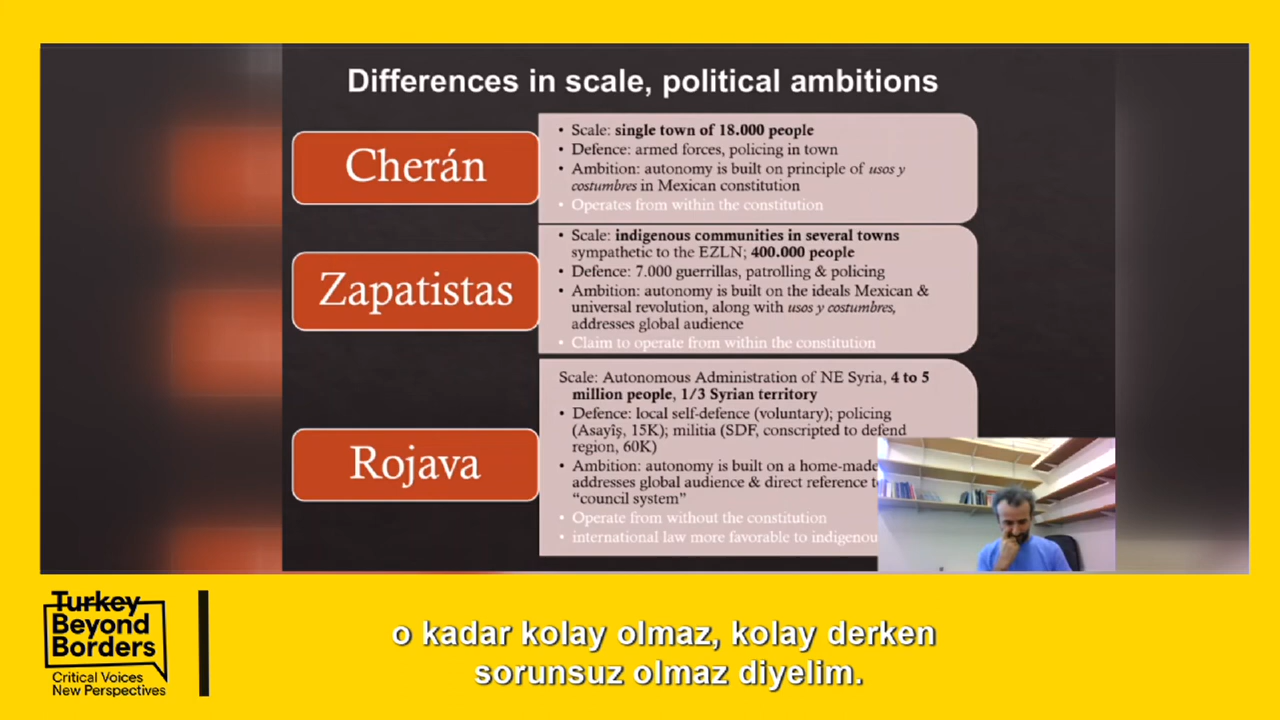 Differences in scale, political ambitions
Cherán
• Scale: single town of 18.000 people
• Defence: armed forces, policing in town
• Ambition: autonomy is built on principle of usos y
costumbres in Mexican constitution
• Operates from within the constitution
Zapatistas
• Scale: indigenous communities in several towns
sympathetic to the EZLN; 400.000 people
• Defence: 7.000 guerrillas, patrolling & policing
• Ambition: autonomy is built on the ideals Mexican &
universal revolution, along with usos y costumbres,
addresses global audience
• Claim to operate from within the constitution
Rojava
Scale: Autonomous Administration of NE Syria, 4 to 5
million people, 1/3 Syrian territory
• Defence: local self-defence (voluntary); policing
(Asayîş, 15K); militia (SDF, conscripted to defend
region, 60K)
• Ambition: autonomy is built on a home-made
addresses global audience & direct reference
"council system"
• Operate from without the constitution
• international law more favorable to
Turkey
Beyond
Borders
Critical Voices
New Perspectives
o kadar kolay olmaz, kolay derken
sorunsuz olmaz diyelim.